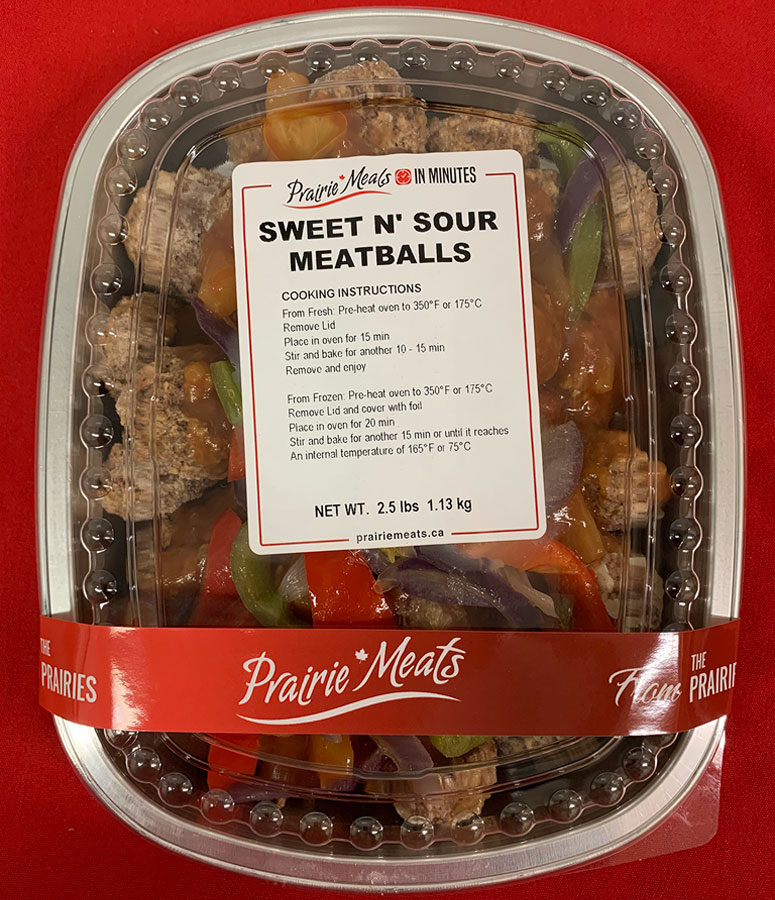 Prairie Meats IN MINUTES
SWEET N' SOUR
MEATBALLS
COOKING INSTRUCTIONS
From Fresh: Pre-heat oven to 350°F or 175°C
Remove Lid
Place in oven for 15 min
Stir and bake for another 10 - 15 min
Remove and enjoy
From Frozen: Pre-heat oven to 350°F or 175°C
Remove Lid and cover with foil
Place in oven for 20 min
Stir and bake for another 15 min or until it reaches
An internal temperature of 165°F or 75°C
NET WT. 2.5 lbs 1.13 kg
prairiemeats.ca
THE
PRAIRIES
Prairie Meats
From THE
PRAIRIE